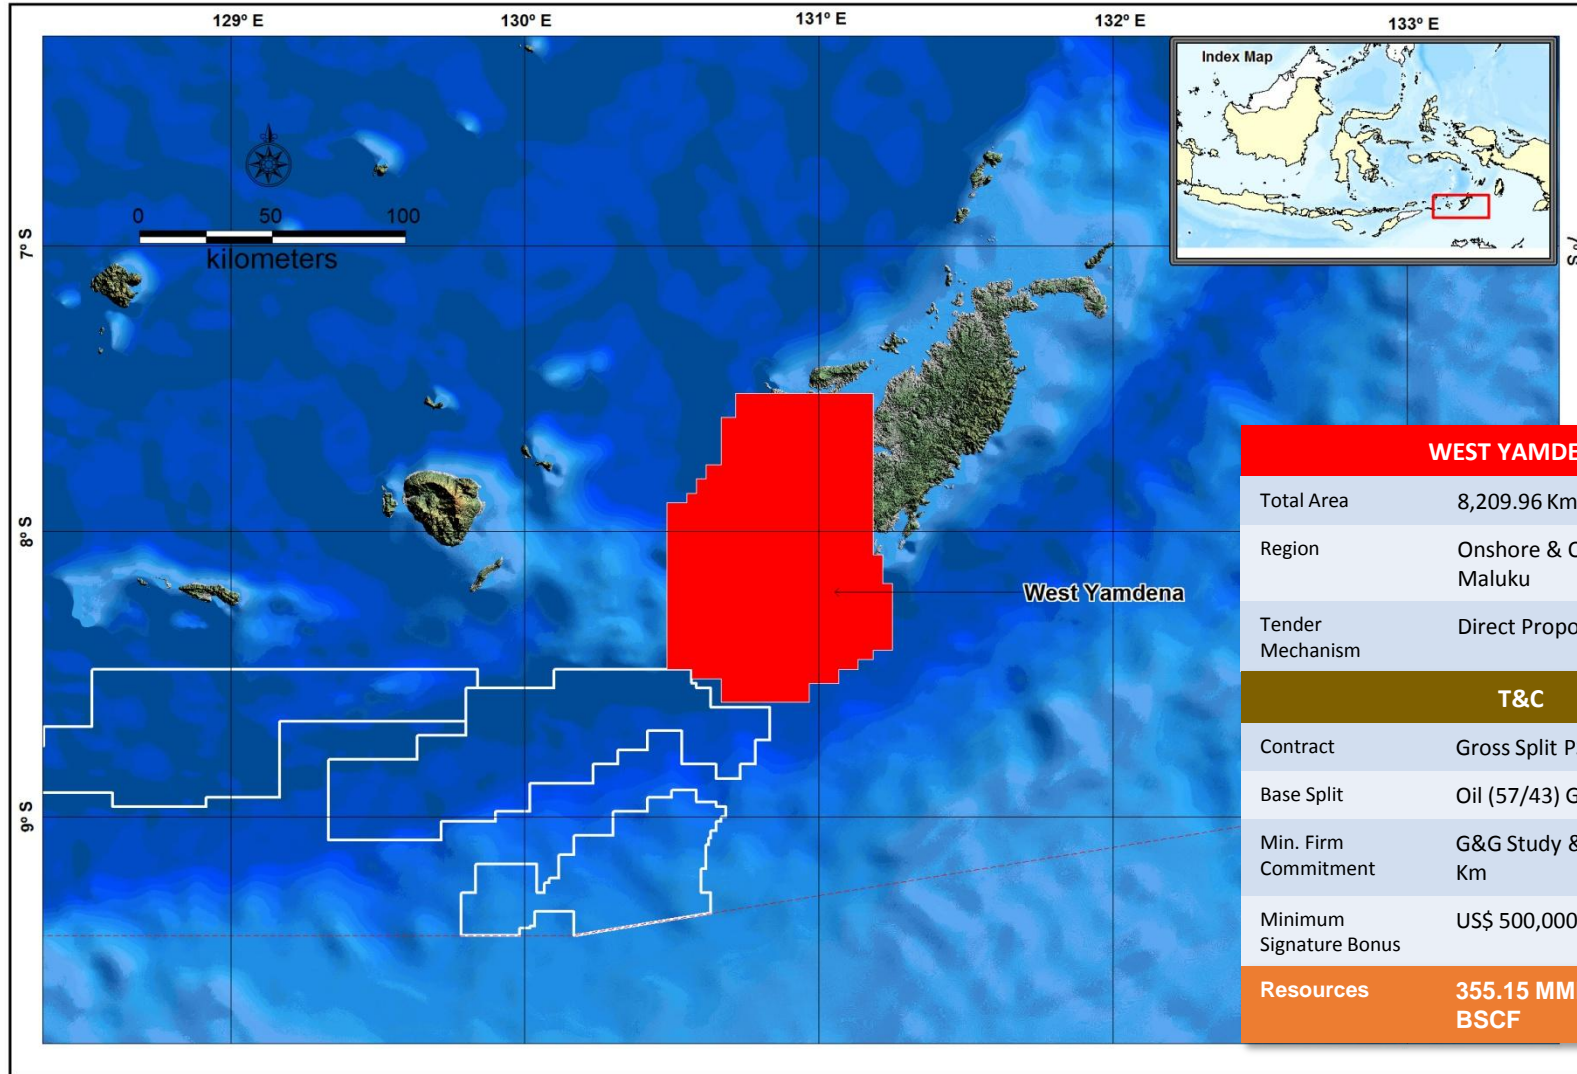 129° E 130° E 131° E 132° E 133° E
Index Map
0 50 100
kilometers
7° S
7° S
8° S
9° S
West Yamdena
WEST YAMDE
Total Area 8,209.96 Km
Region Onshore & O
Maluku
Tender
Mechanism Direct Propo
T&C
Contract Gross Split P
Base Split Oil (57/43) G
Min. Firm
Commitment G&G Study &
Km
Minimum
Signature Bonus US$ 500,000
Resources 355.15 MM
BSCF